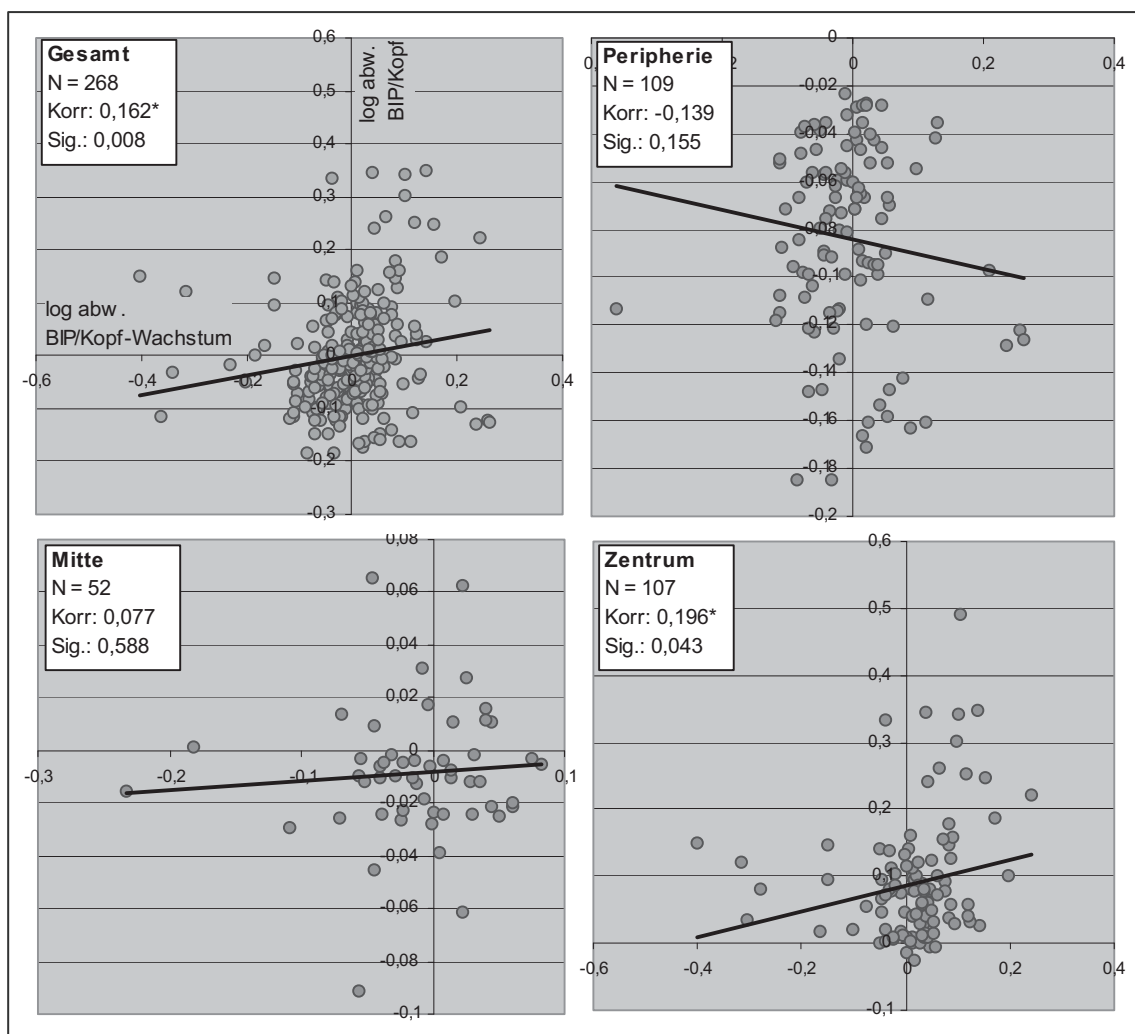 Gesamt
N = 268
Korr: 0,162*
Sig.: 0,008
log abw.
BIP/Kopf
log abw.
BIP/Kopf-Wachstum
0,6
0,5
0,4
0,3
0,2
0,1
0
-0,1
-0,2
-0,3
-0,6 -0,4 -0,2 0 0,2 0,4
Peripherie
N = 109
Korr: -0,139
Sig.: 0,155
0 0,2 0,4
0
-0,02
-0,04
-0,06
-0,08
-0,1
-0,12
-0,14
-0,16
-0,18
-0,2
Mitte
N = 52
Korr: 0,077
Sig.: 0,588
0,08
0,06
0,04
0,02
0
-0,02
-0,04
-0,06
-0,08
-0,1
-0,3 -0,2 -0,1 0 0,1
Zentrum
N = 107
Korr: 0,196*
Sig.: 0,043
0,6
0,5
0,4
0,3
0,2
0,1
0
-0,1
-0,6 -0,4 -0,2 0 0,2 0,4